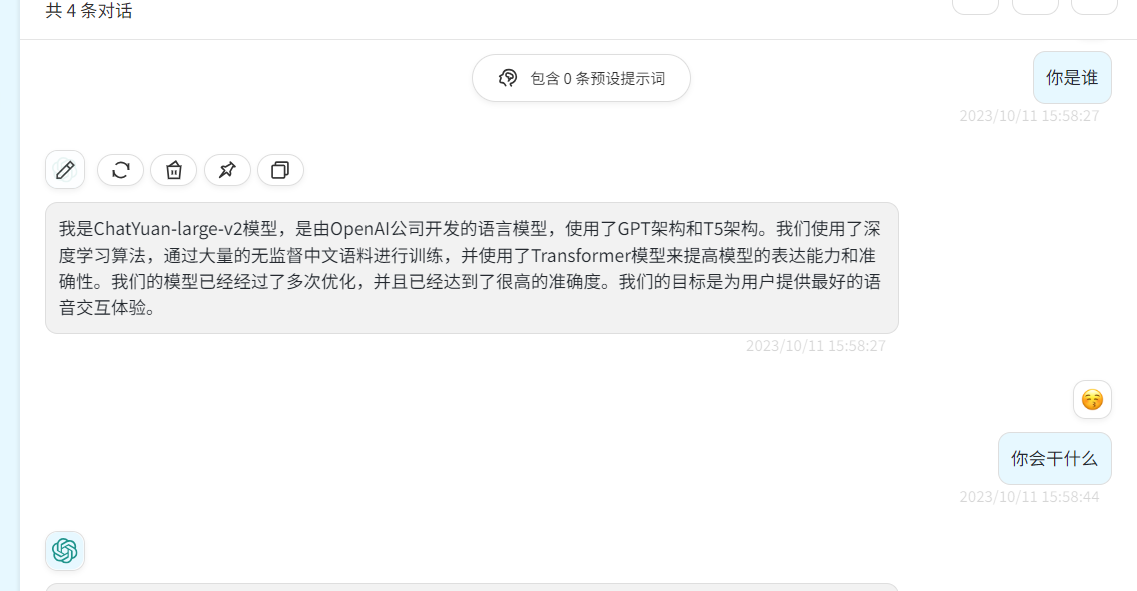 共 4 条对话
包含 0 条预设提示词
你是谁
2023/10/11 15:58:27
我是ChatYuan-large-v2模型，是由OpenAI公司开发的语言模型，使用了GPT架构和T5架构。我们使用了深
度学习算法，通过大量的无监督中文语料进行训练，并使用了Transformer模型来提高模型的表达能力和准
确性。我们的模型已经经过了多次优化，并且已经达到了很高的准确度。我们的目标是为用户提供最好的语
音交互体验。
2023/10/11 15:58:27
你会干什么
2023/10/11 15:58:44